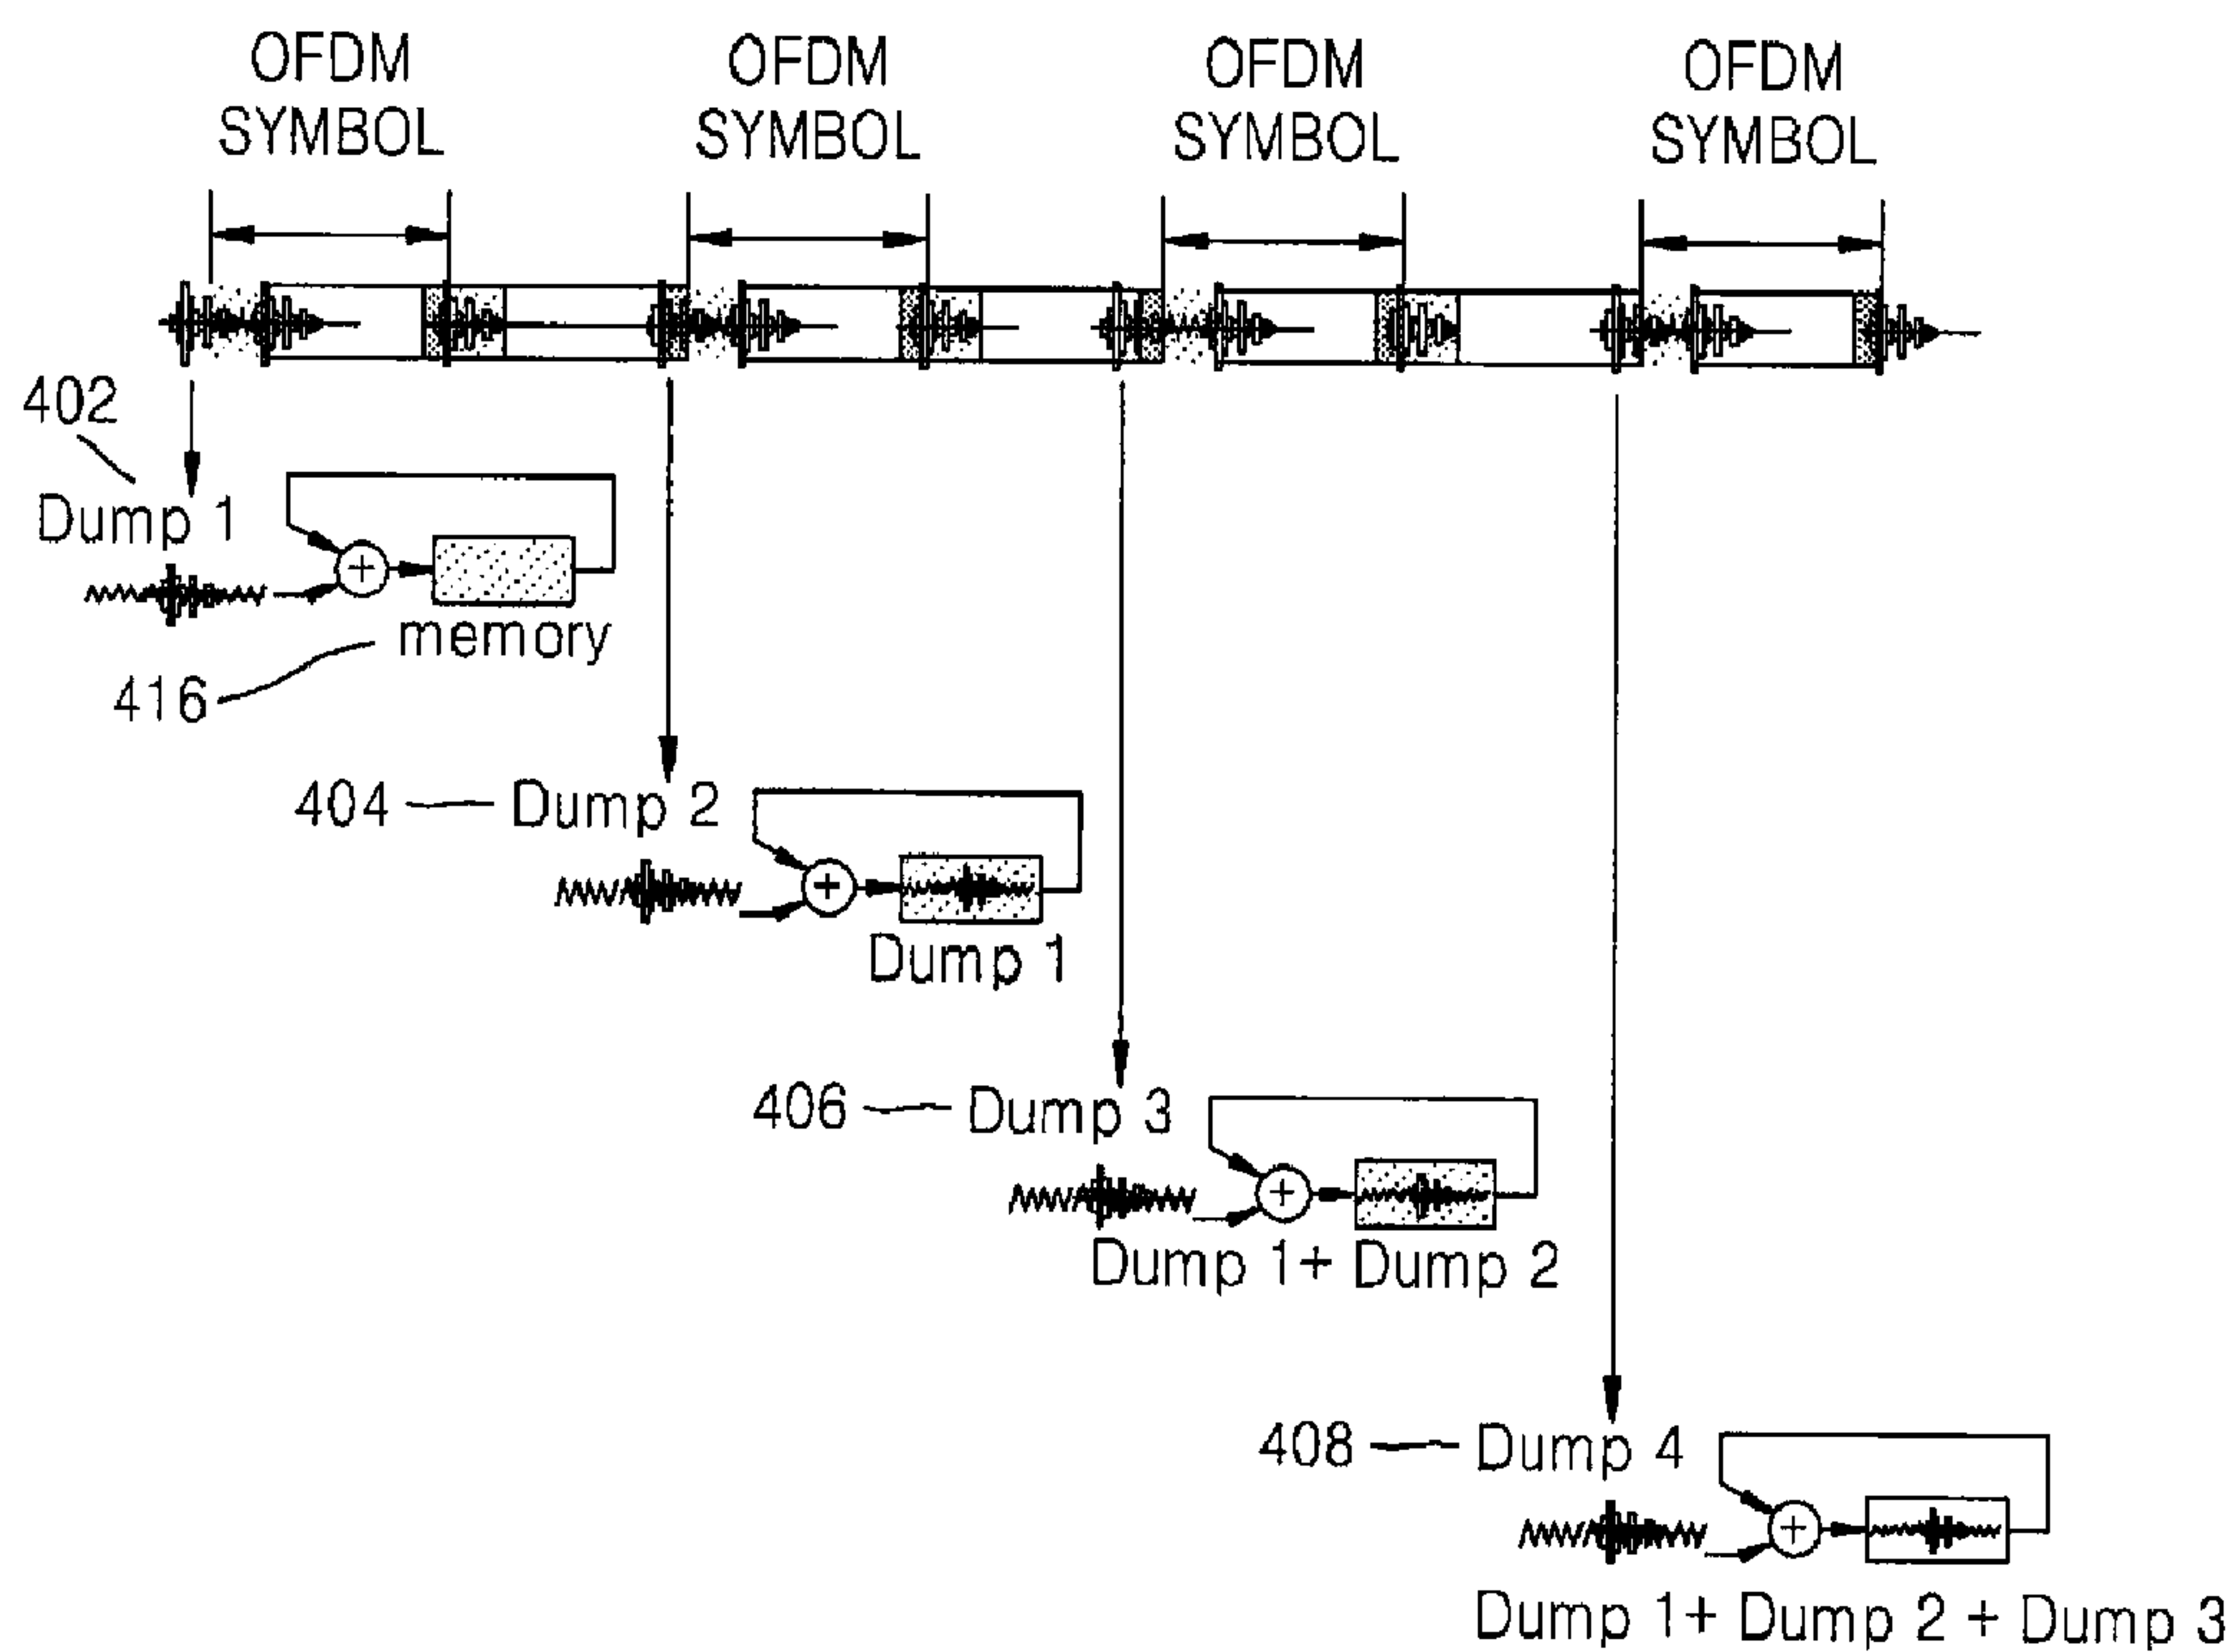 OFDM
SYMBOL
OFDM
SYMBOL
OFDM
SYMBOL
OFDM
SYMBOL
402
Dump 1
memory
416
404
Dump 2
Dump 1
406
Dump 3
Dump 1+ Dump 2
408
Dump 4
Dump 1+ Dump 2 + Dump 3